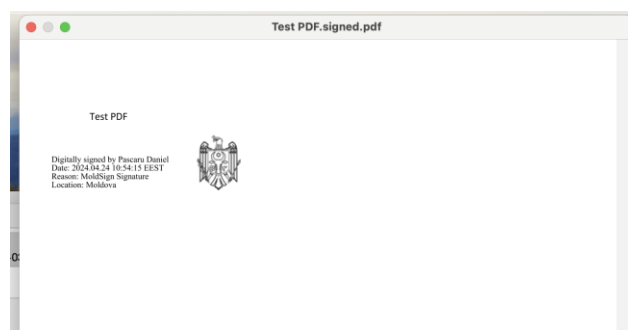 Test PDF.signed.pdf
Test PDF
Digitally signed by Pascaru Daniel
Date: 2024.04.24 10:54:15 EEST
Reason: MoldSign Signature
Location: Moldova